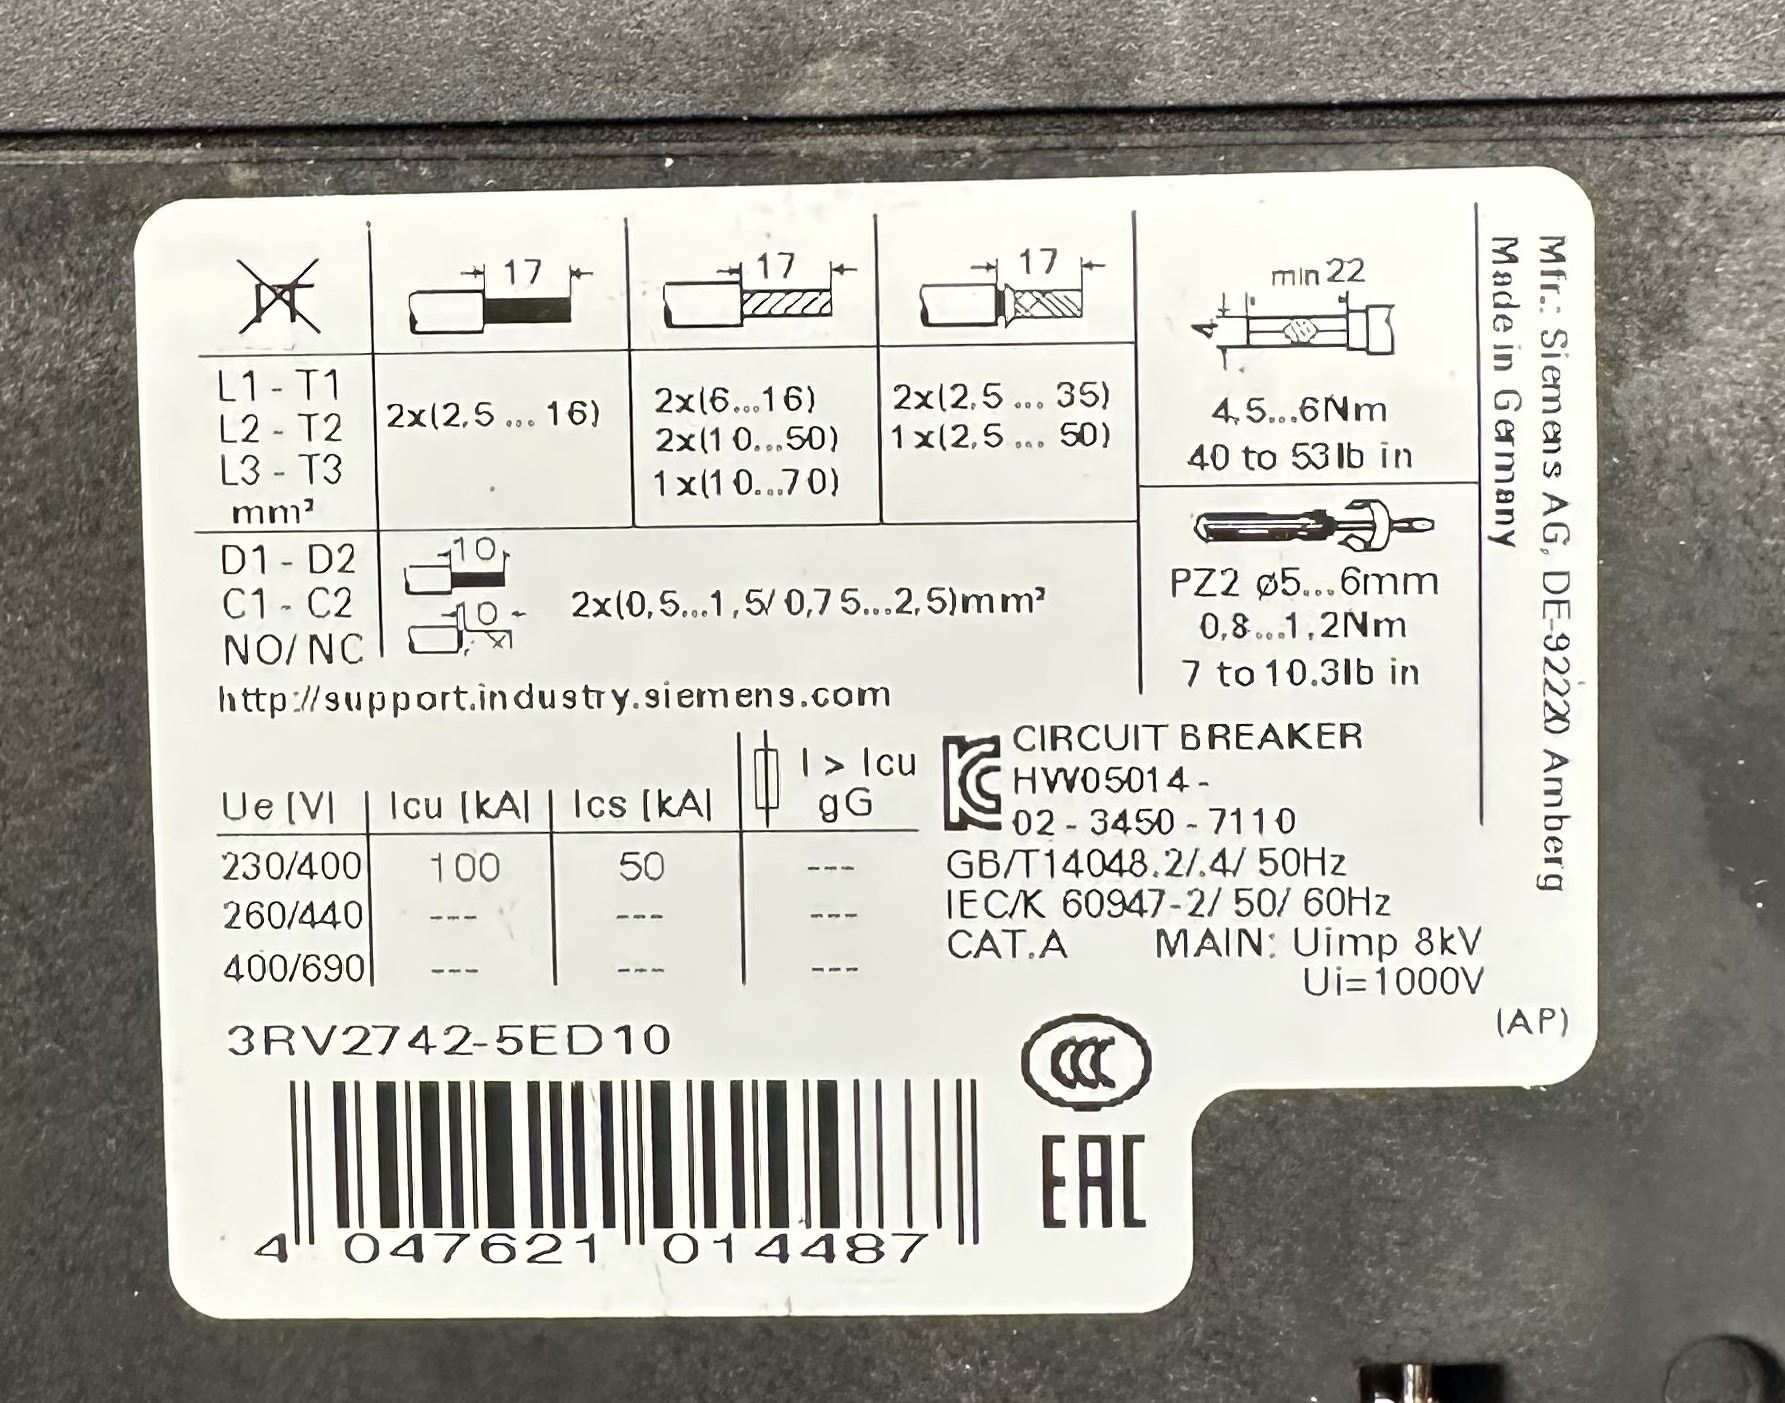 17
17
17
min 22
4
L1 - T1
L2 - T2
L3 - T3
mm²
2x(2,5 ... 16)
2x(6...16)
2x(10...50)
1x(10...70)
2x(2,5 ... 35)
1x(2,5 ... 50)
4,5...6Nm
40 to 53lb in
D1 - D2
C1 - C2
NO/NC
10
10
2x(0,5...1,5/0,75...2,5)mm²
PZ2 ø5...6mm
0,8...1,2Nm
7 to 10.3lb in
http://support.industry.siemens.com
Mfr.: Siemens AG, DE-92220 Amberg
Made in Germany
Ue [V] Icu [kA] Ics [kA] I > Icu gG
230/400 100 50 ---
260/440 --- --- ---
400/690 --- --- ---
CIRCUIT BREAKER
HW05014-
02-3450-7110
GB/T14048.2/.4/ 50Hz
IEC/K 60947-2/ 50/ 60Hz
CAT.A MAIN: Uimp 8kV
Ui=1000V
(AP)
3RV2742-5ED10
CCC
EAC
4 047621 014487